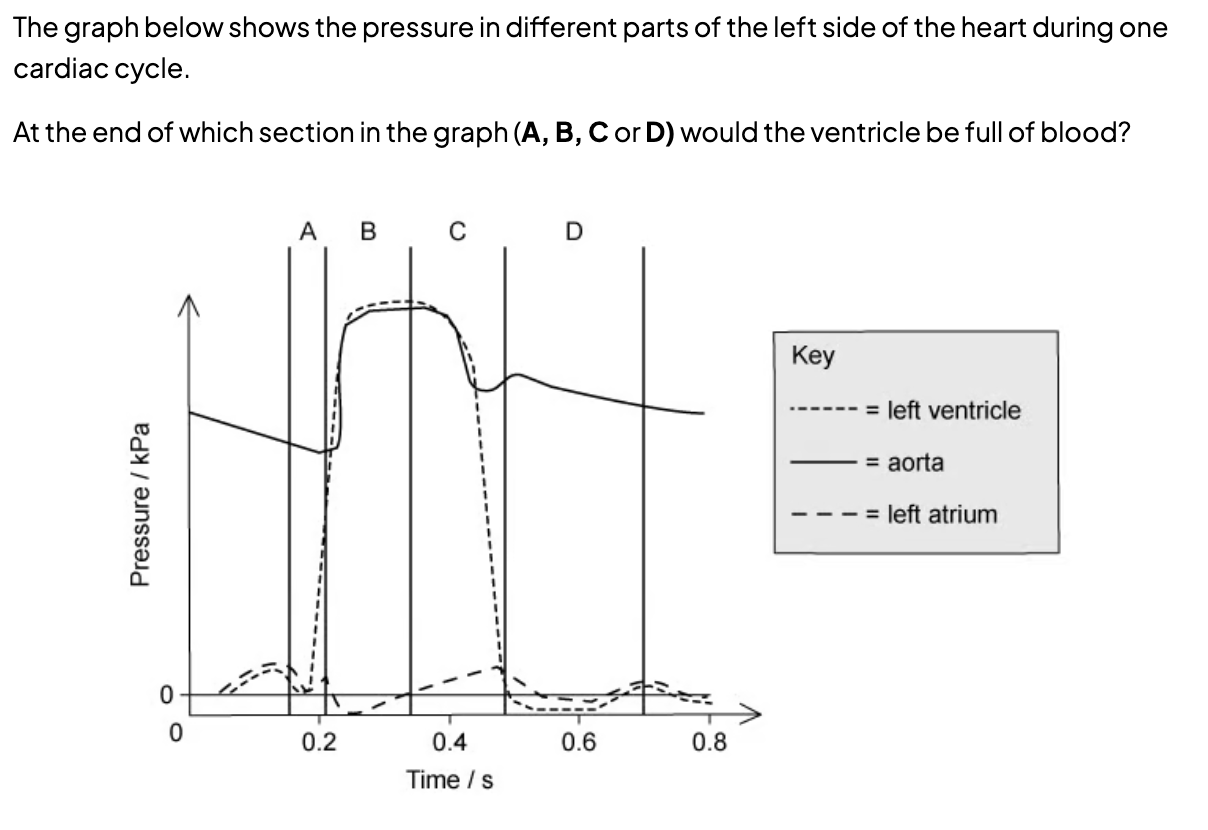 The graph below shows the pressure in different parts of the left side of the heart during one
cardiac cycle.
At the end of which section in the graph (A, B, C or D) would the ventricle be full of blood?
A B C D
Pressure / kPa
Key
= left ventricle
= aorta
= left atrium
0
0 0.2 0.4 0.6 0.8
Time / s